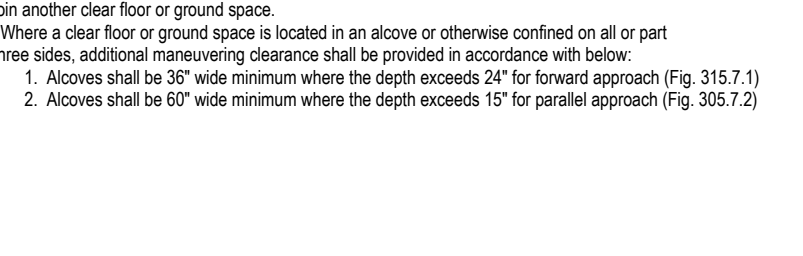 oin another clear floor or ground space.
Where a clear floor or ground space is located in an alcove or otherwise confined on all or part
hree sides, additional maneuvering clearance shall be provided in accordance with below:
1. Alcoves shall be 36" wide minimum where the depth exceeds 24" for forward approach (Fig. 315.7.1)
2. Alcoves shall be 60" wide minimum where the depth exceeds 15" for parallel approach (Fig. 305.7.2)